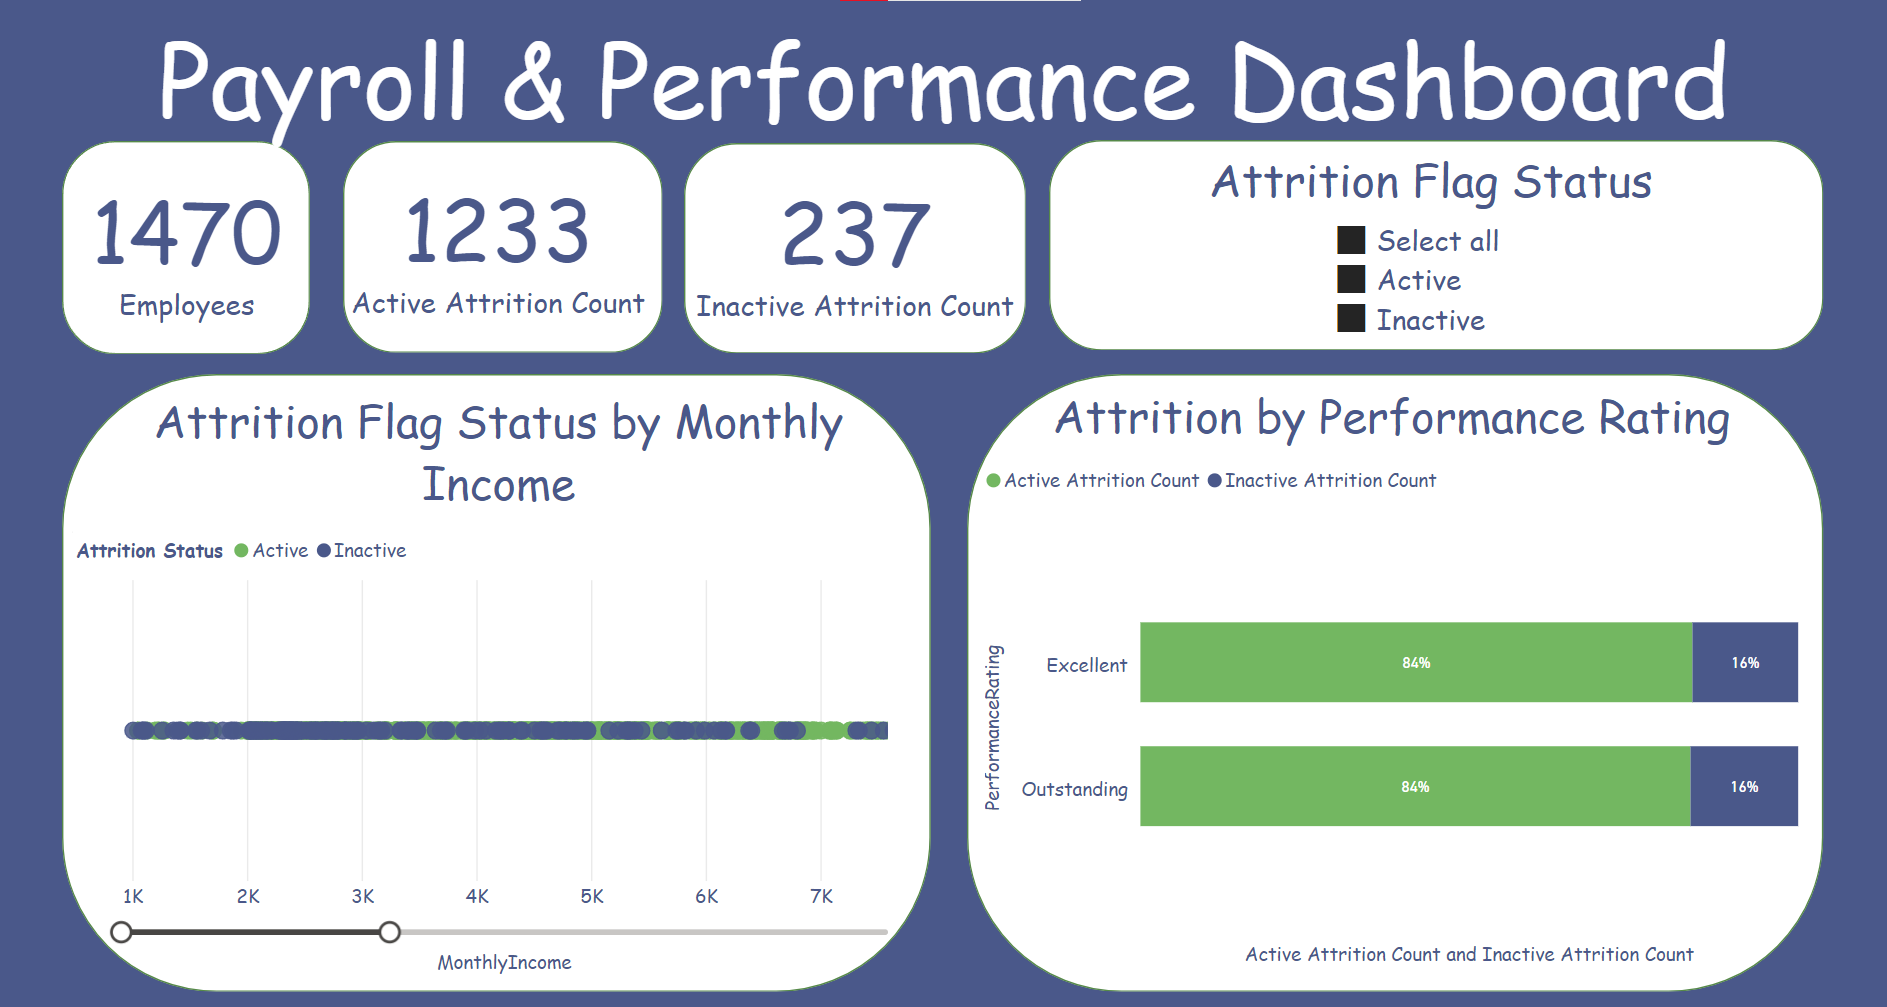 Payroll & Performance Dashboard
1470
Employees
1233
Active Attrition Count
237
Inactive Attrition Count
Attrition Flag Status
Select all
Active
Inactive
Attrition Flag Status by Monthly
Income
Attrition Status Active Inactive
1K 2K 3K 4K 5K 6K 7K
MonthlyIncome
Attrition by Performance Rating
Active Attrition Count Inactive Attrition Count
PerformanceRating
Excellent 84% 16%
Outstanding 84% 16%
Active Attrition Count and Inactive Attrition Count